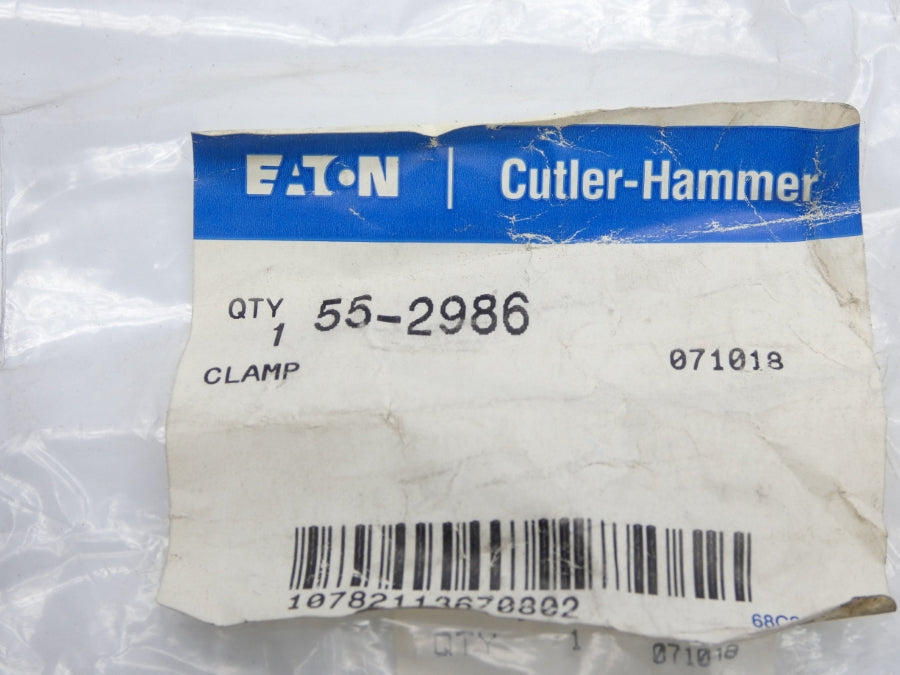 EATON | Cutler-Hammer
QTY 55-2986
1
CLAMP 071018
10782113670802
QTY 1 071018